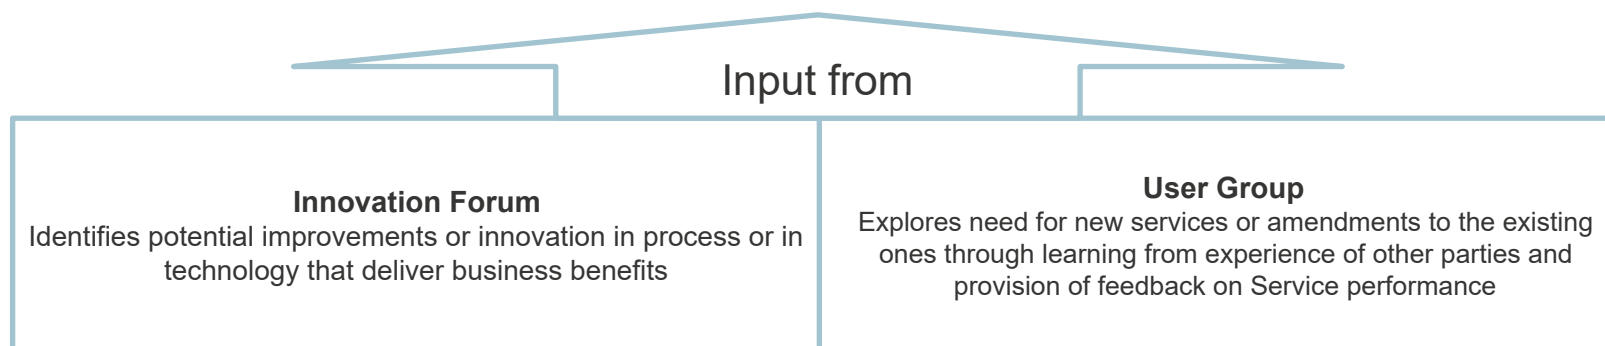 Input from
Innovation Forum
Identifies potential improvements or innovation in process or in
technology that deliver business benefits
User Group
Explores need for new services or amendments to the existing
ones through learning from experience of other parties and
provision of feedback on Service performance